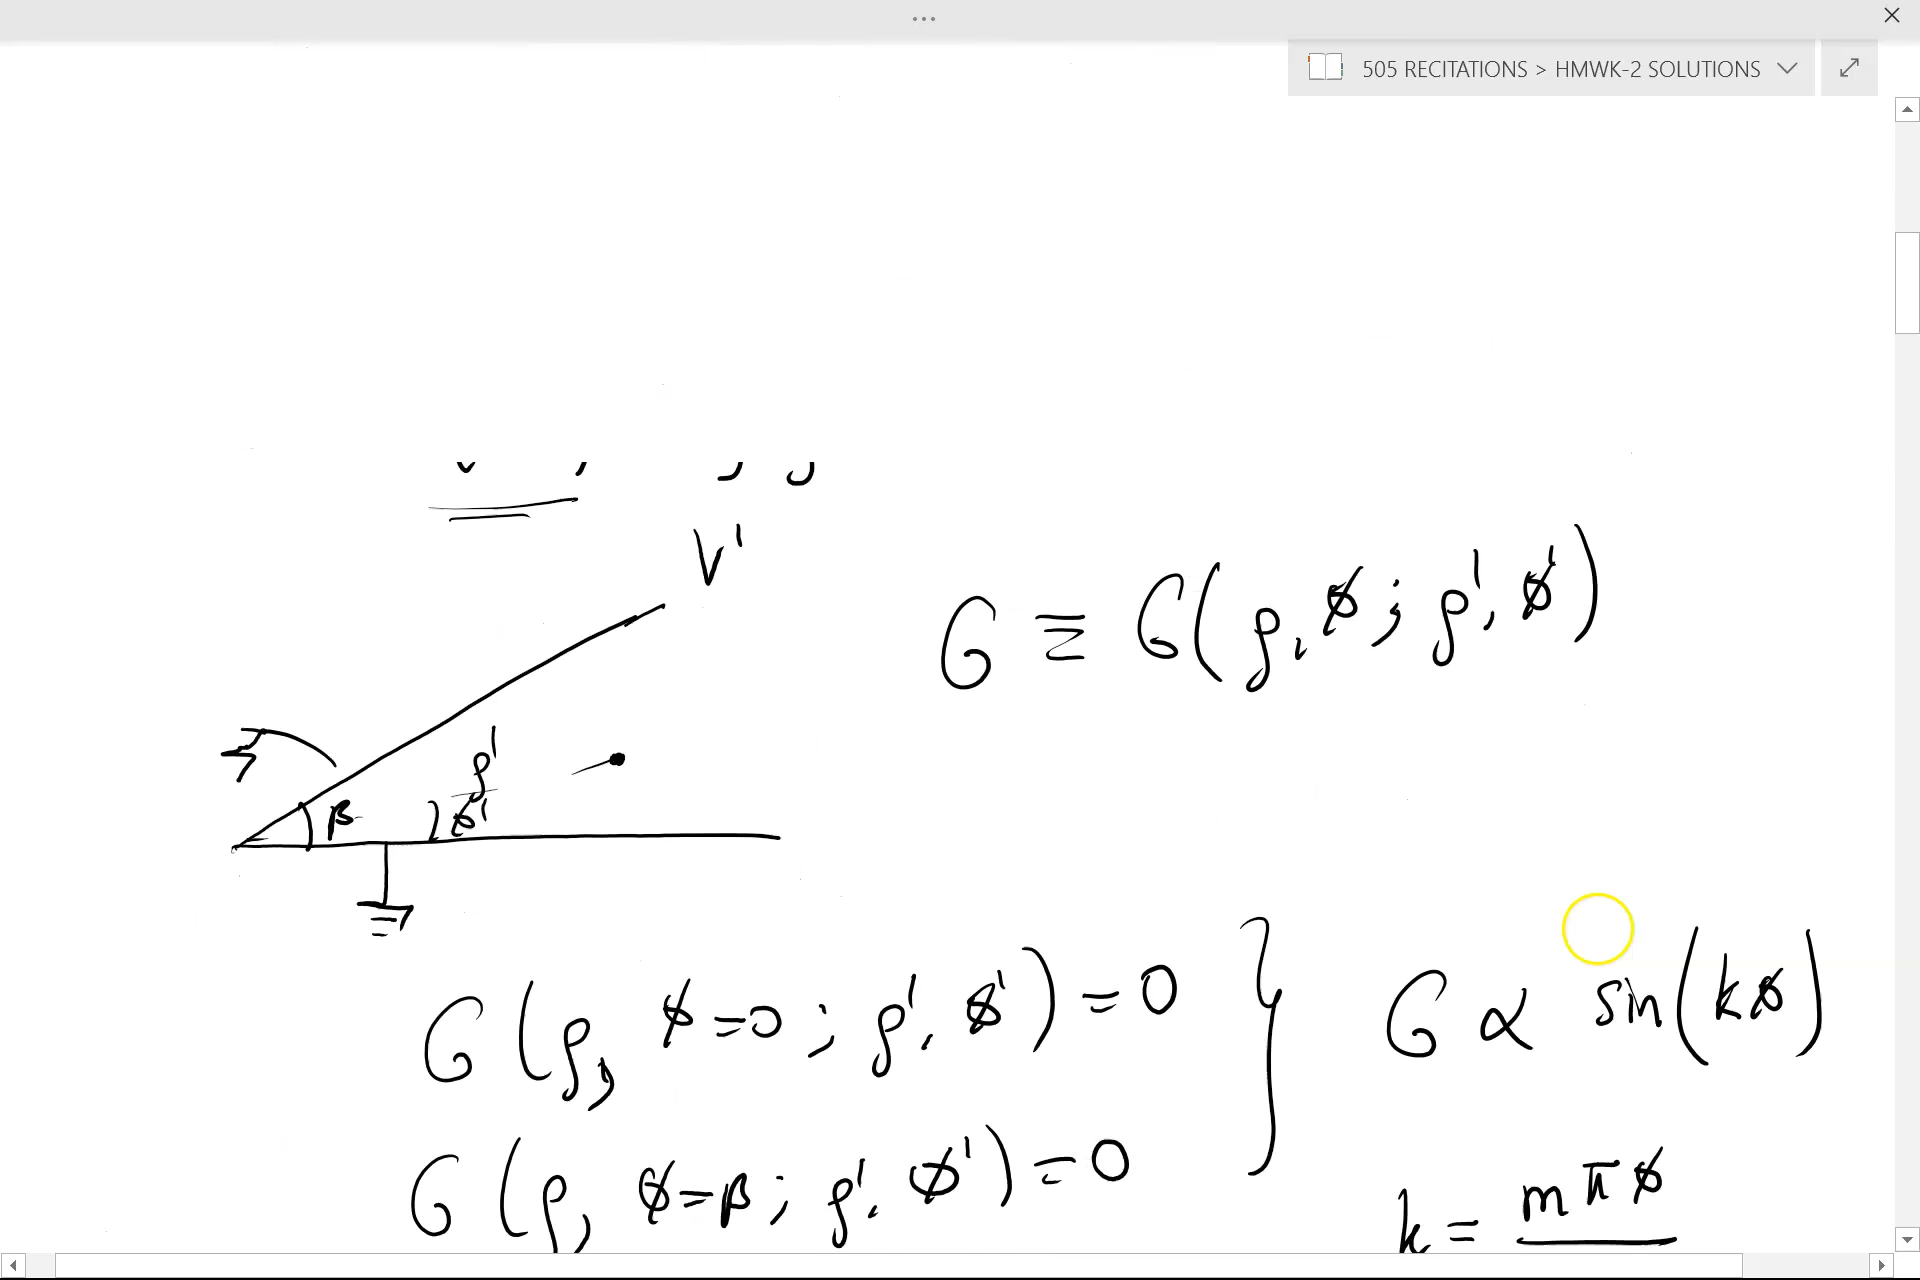 505 RECITATIONS > HMWK-2 SOLUTIONS
V'
G ≡ G(ρ, φ; ρ', φ')
ρ'
β
φ'
G(ρ, φ=0; ρ', φ') = 0
G ∝ sin(kφ)
G(ρ, φ=β; ρ', φ') = 0
k = mπφ